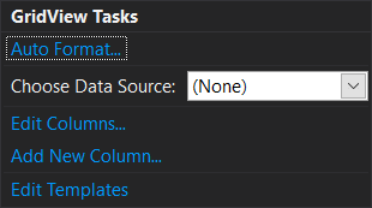 GridView Tasks
Auto Format...
Choose Data Source: (None)
Edit Columns...
Add New Column...
Edit Templates